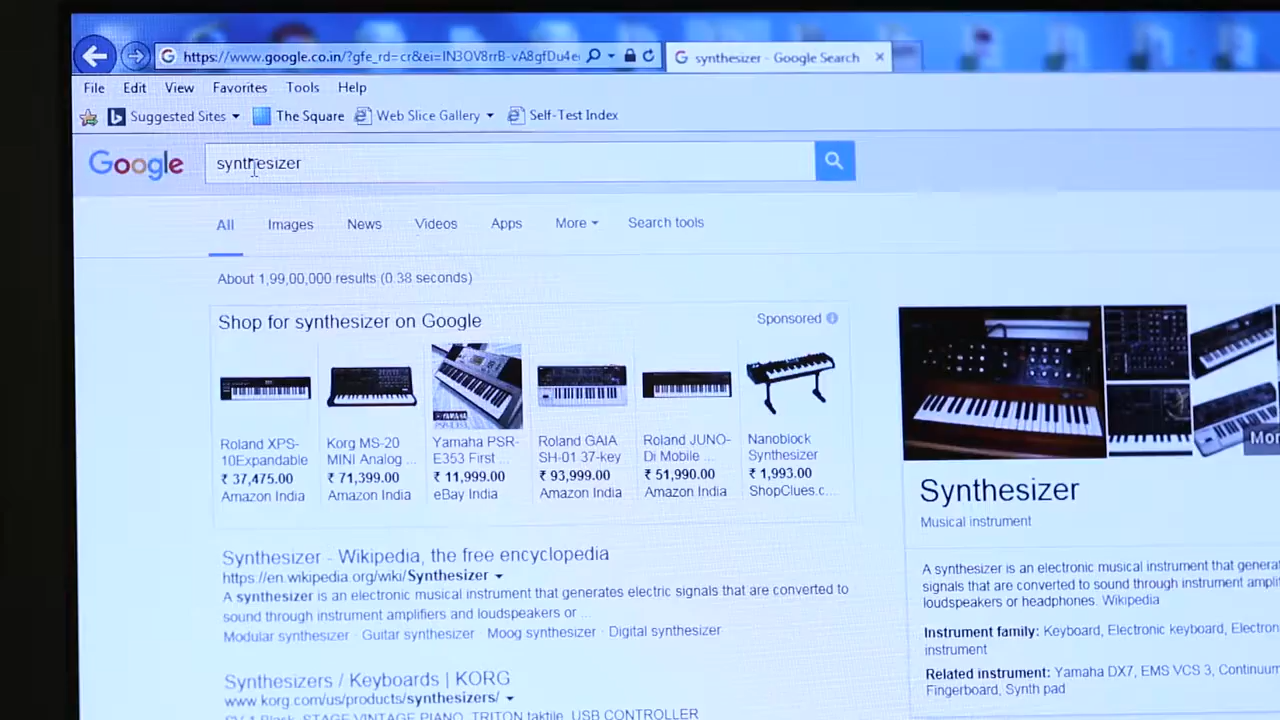 https://www.google.co.in/?gfe_rd=cr&ei=IN3OV8rrB-vA8gfDu4e
synthesizer - Google Search
File Edit View Favorites Tools Help
Suggested Sites The Square Web Slice Gallery Self-Test Index
Google synthesizer
All Images News Videos Apps More Search tools
About 1,99,00,000 results (0.38 seconds)
Shop for synthesizer on Google Sponsored
Roland XPS-
10Expandable
₹ 37,475.00
Amazon India
Korg MS-20
MINI Analog ...
₹ 71,399.00
Amazon India
YAMAHA
Yamaha PSR-
E353 First ...
₹ 11,999.00
eBay India
Roland GAIA
SH-01 37-key
₹ 93,999.00
Amazon India
Roland JUNO-
Di Mobile ...
₹ 51,990.00
Amazon India
Nanoblock
Synthesizer
₹ 1,993.00
ShopClues.c...
Synthesizer - Wikipedia, the free encyclopedia
https://en.wikipedia.org/wiki/Synthesizer
A synthesizer is an electronic musical instrument that generates electric signals that are converted to
sound through instrument amplifiers and loudspeakers or ...
Modular synthesizer · Guitar synthesizer · Moog synthesizer · Digital synthesizer
Synthesizers / Keyboards | KORG
www.korg.com/us/products/synthesizers/
STAGE VINTAGE PIANO, TRITON taktile, USB CONTROLLER
Mor
Synthesizer
Musical instrument
A synthesizer is an electronic musical instrument that genera
signals that are converted to sound through instrument ampli
loudspeakers or headphones. Wikipedia
Instrument family: Keyboard, Electronic keyboard, Electron
instrument
Related instrument: Yamaha DX7, EMS VCS 3, Continuum
Fingerboard, Synth pad